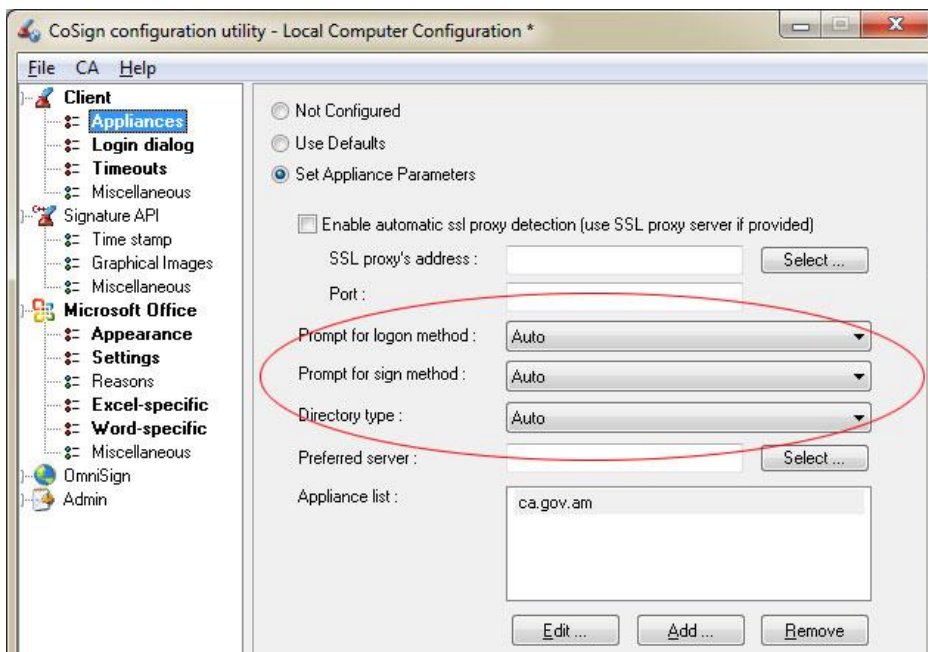 CoSign configuration utility - Local Computer Configuration *
File CA Help
Client
Appliances
Login dialog
Timeouts
Miscellaneous
Signature API
Time stamp
Graphical Images
Miscellaneous
Microsoft Office
Appearance
Settings
Reasons
Excel-specific
Word-specific
Miscellaneous
OmniSign
Admin
Not Configured
Use Defaults
Set Appliance Parameters
Enable automatic ssl proxy detection (use SSL proxy server if provided)
SSL proxy's address : Select ...
Port :
Prompt for logon method : Auto
Prompt for sign method : Auto
Directory type : Auto
Preferred server : Select ...
Appliance list : ca.gov.am
Edit ... Add ... Remove